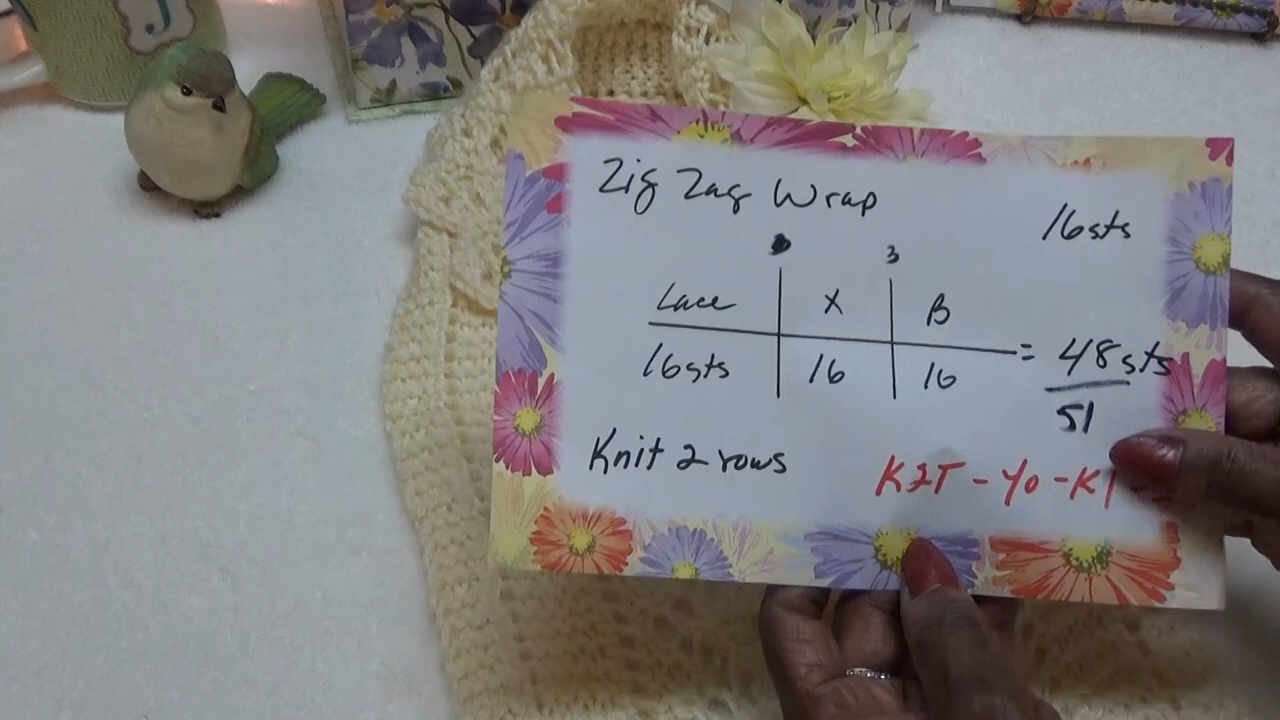 Zig Zag Wrap
16sts
3
Lace X B
16sts 16 16 = 48sts
51
Knit 2 rows
K2T - Yo - K1